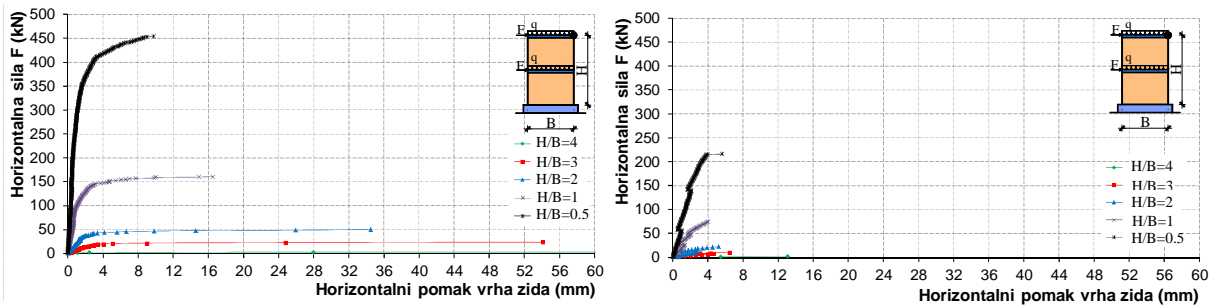 Horizontalna sila F (kN)
500
450
400
350
300
250
200
150
100
50
0
0 4 8 12 16 20 24 28 32 36 40 44 48 52 56 60
Horizontalni pomak vrha zida (mm)
F q
F q
H
B
H/B=4
H/B=3
H/B=2
H/B=1
H/B=0.5
Horizontalna sila F (kN)
500
450
400
350
300
250
200
150
100
50
0
0 4 8 12 16 20 24 28 32 36 40 44 48 52 56 60
Horizontalni pomak vrha zida (mm)
F q
F q
H
B
H/B=4
H/B=3
H/B=2
H/B=1
H/B=0.5